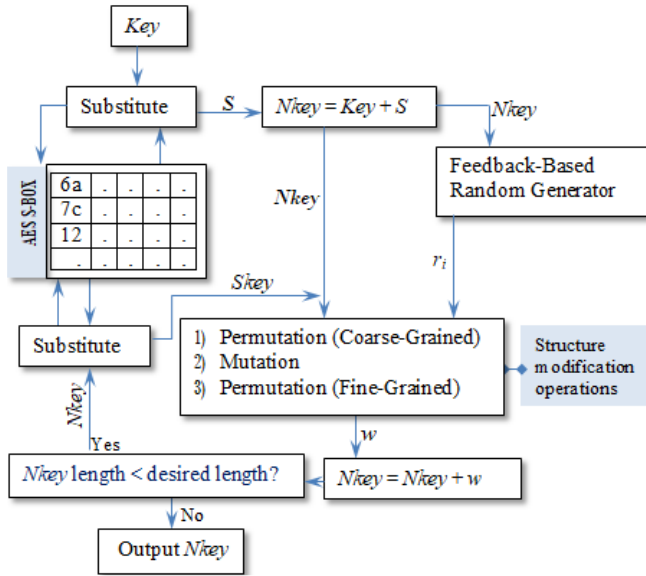 Key
Substitute
S
Nkey = Key + S
Nkey
Feedback-Based
Random Generator
AES S-BOX
6a . . . .
7c . . . .
12 . . . .
. . . . .
Nkey
r i
Skey
Substitute
1) Permutation (Coarse-Grained)
2) Mutation
3) Permutation (Fine-Grained)
Structure
modification
operations
Nkey
Yes
w
Nkey length < desired length?
Nkey = Nkey + w
No
Output Nkey